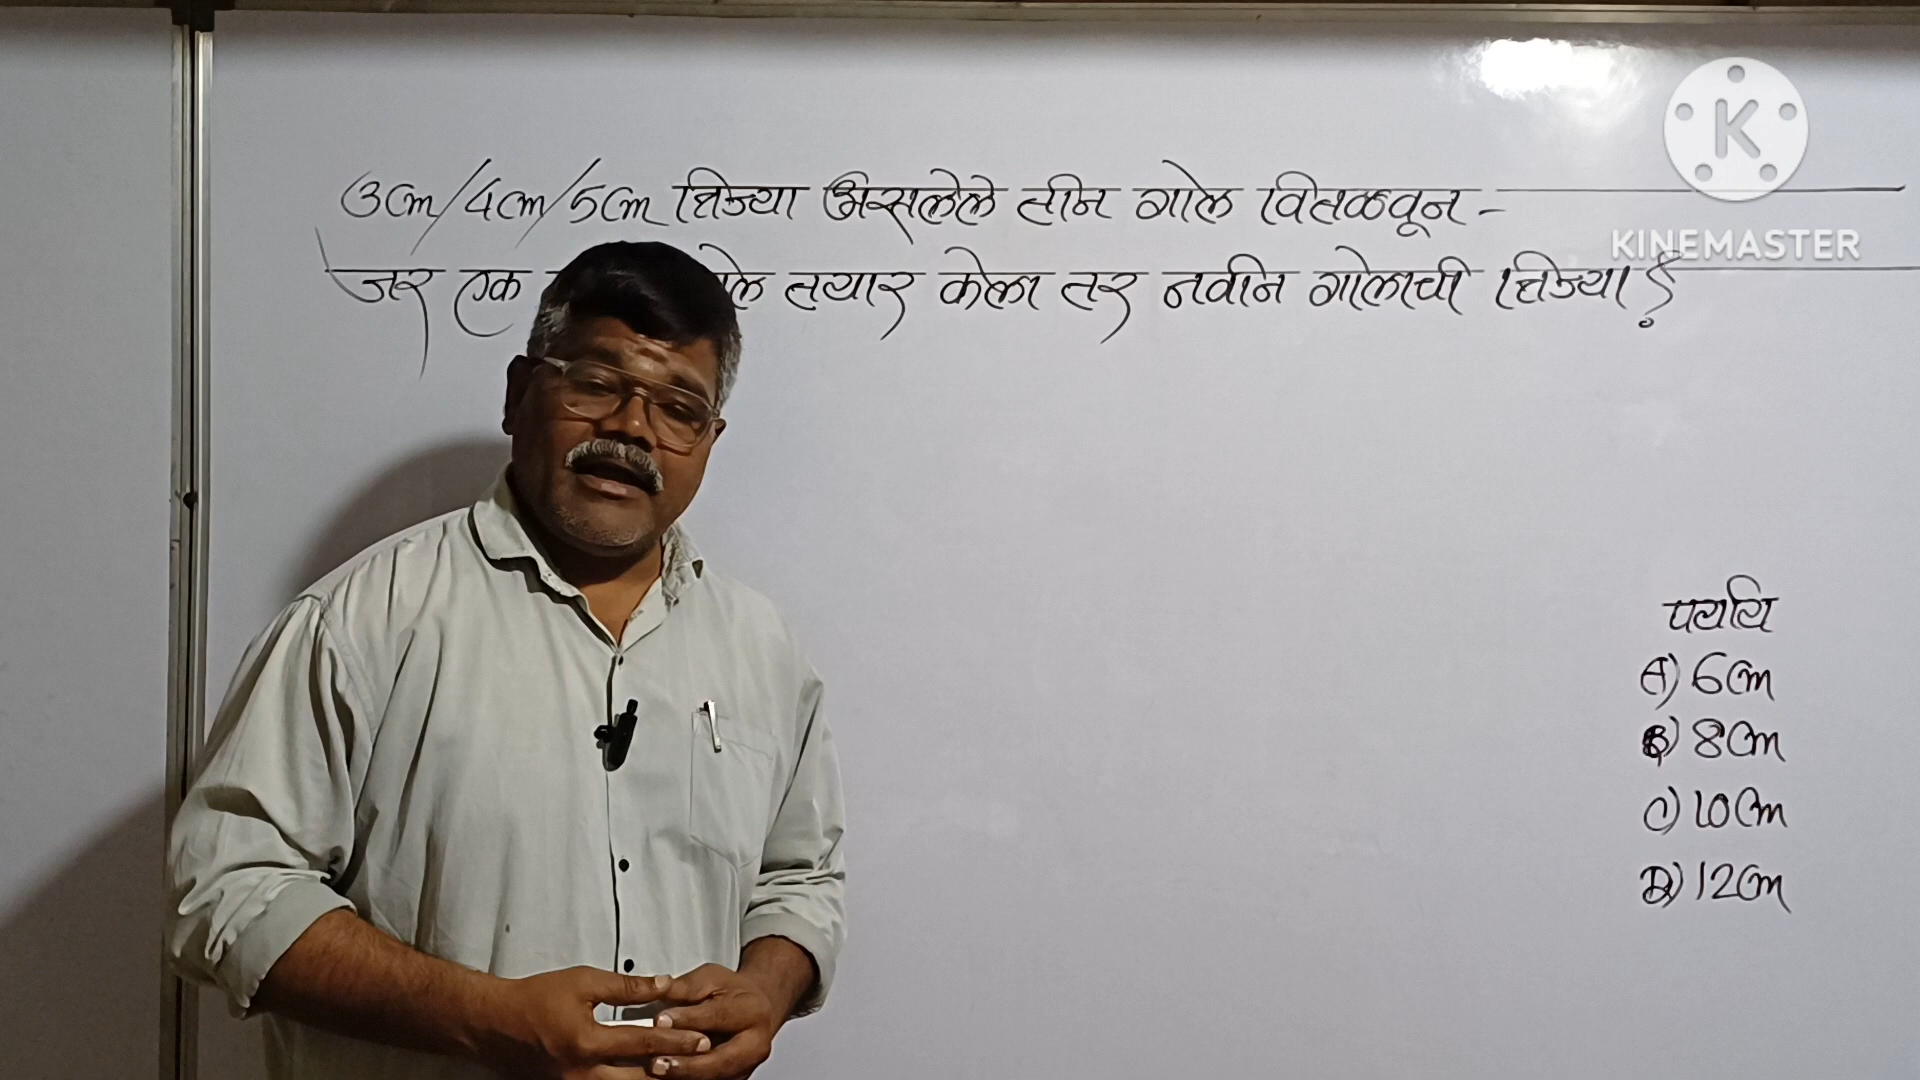 3cm/4cm/5cm त्रिज्या असलेले तीन गोल वितळवून -
जर एक तयार केला तर नवीन गोलाची त्रिज्या?
K
KINEMASTER
पर्याय
A) 6cm
B) 8cm
C) 10cm
D) 12cm